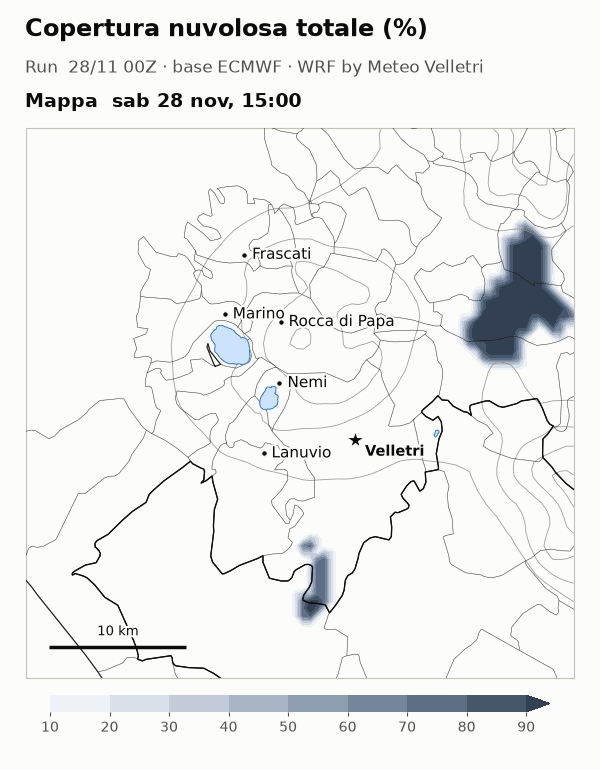 Copertura nuvolosa totale (%)
Run  28/11 00Z · base ECMWF · WRF by Meteo Velletri
Mappa  sab 28 nov, 15:00
Frascati
Marino
Rocca di Papa
Nemi
Velletri
Lanuvio
10 km
10 20 30 40 50 60 70 80 90